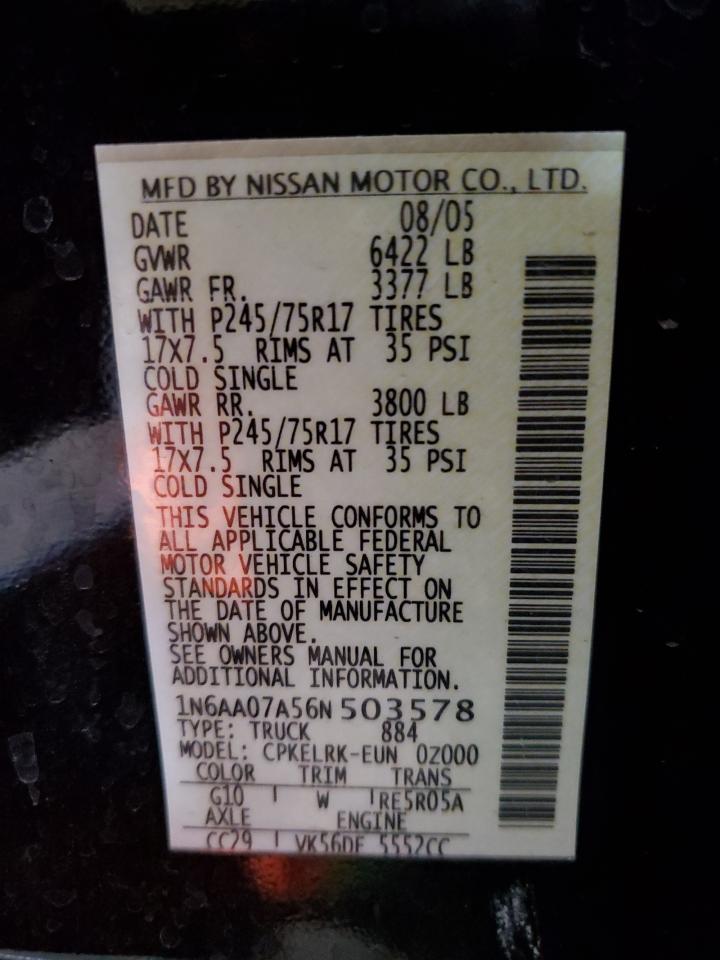 MFD BY NISSAN MOTOR CO., LTD.
DATE 08/05
GVWR 6422 LB
GAWR FR. 3377 LB
WITH P245/75R17 TIRES
17X7.5 RIMS AT 35 PSI
COLD SINGLE
GAWR RR. 3800 LB
WITH P245/75R17 TIRES
17X7.5 RIMS AT 35 PSI
COLD SINGLE
THIS VEHICLE CONFORMS TO
ALL APPLICABLE FEDERAL
MOTOR VEHICLE SAFETY
STANDARDS IN EFFECT ON
THE DATE OF MANUFACTURE
SHOWN ABOVE.
SEE OWNERS MANUAL FOR
ADDITIONAL INFORMATION.
1N6AA07A56N503578
TYPE: TRUCK 884
MODEL: CPKELRK-EUN 0Z000
COLOR TRIM TRANS
G10 W RE5R05A
AXLE ENGINE
CC29 VK56DE 5552CC